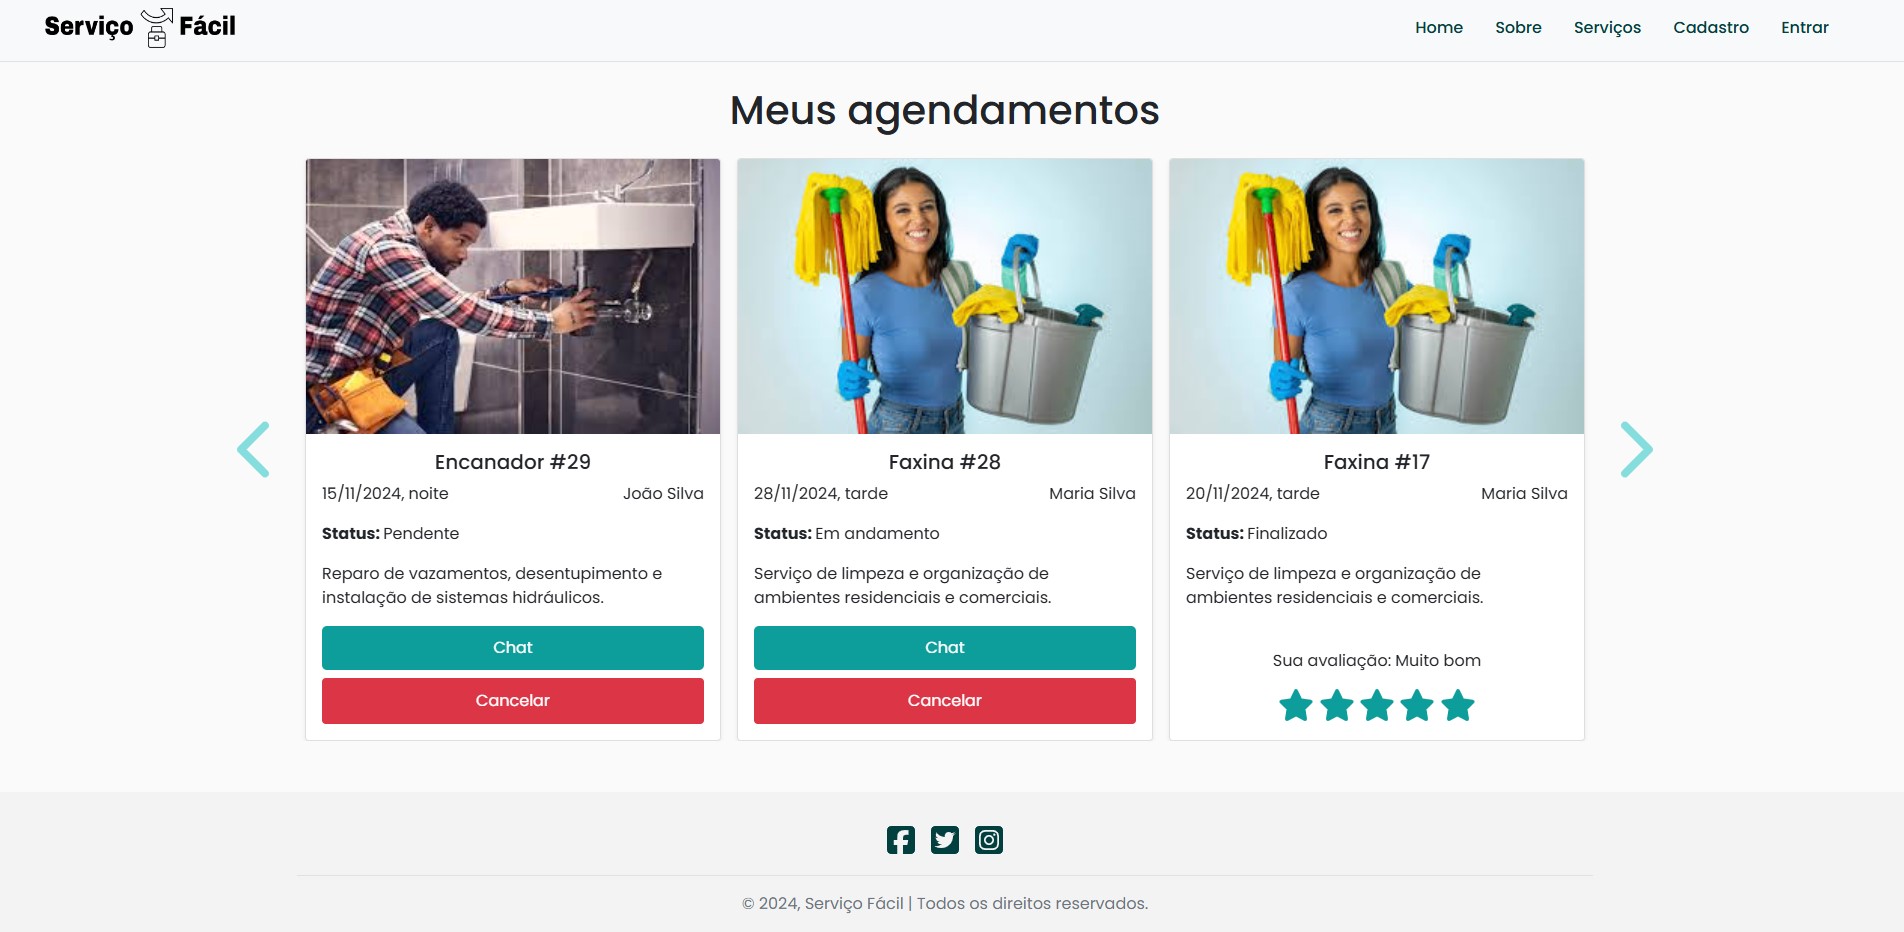 Serviço Fácil
Home Sobre Serviços Cadastro Entrar
Meus agendamentos
Encanador #29
15/11/2024, noite João Silva
Status: Pendente
Reparo de vazamentos, desentupimento e
instalação de sistemas hidráulicos.
Chat
Cancelar
Faxina #28
28/11/2024, tarde Maria Silva
Status: Em andamento
Serviço de limpeza e organização de
ambientes residenciais e comerciais.
Chat
Cancelar
Faxina #17
20/11/2024, tarde Maria Silva
Status: Finalizado
Serviço de limpeza e organização de
ambientes residenciais e comerciais.
Sua avaliação: Muito bom
© 2024, Serviço Fácil | Todos os direitos reservados.